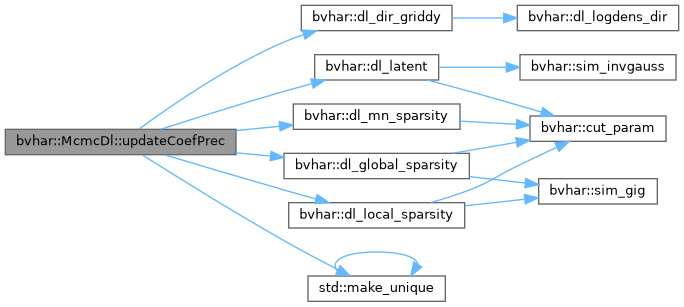 bvhar::McmcDl::updateCoefPrec
bvhar::dl_dir_griddy
bvhar::dl_logdens_dir
bvhar::dl_latent
bvhar::sim_invgauss
bvhar::dl_mn_sparsity
bvhar::cut_param
bvhar::dl_global_sparsity
bvhar::sim_gig
bvhar::dl_local_sparsity
std::make_unique